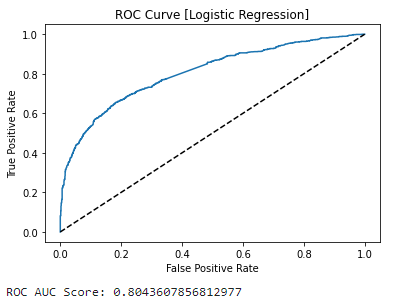 ROC Curve [Logistic Regression]
1.0
0.8
0.6
0.4
0.2
0.0
True Positive Rate
0.0 0.2 0.4 0.6 0.8 1.0
False Positive Rate
ROC AUC Score: 0.8043607856812977